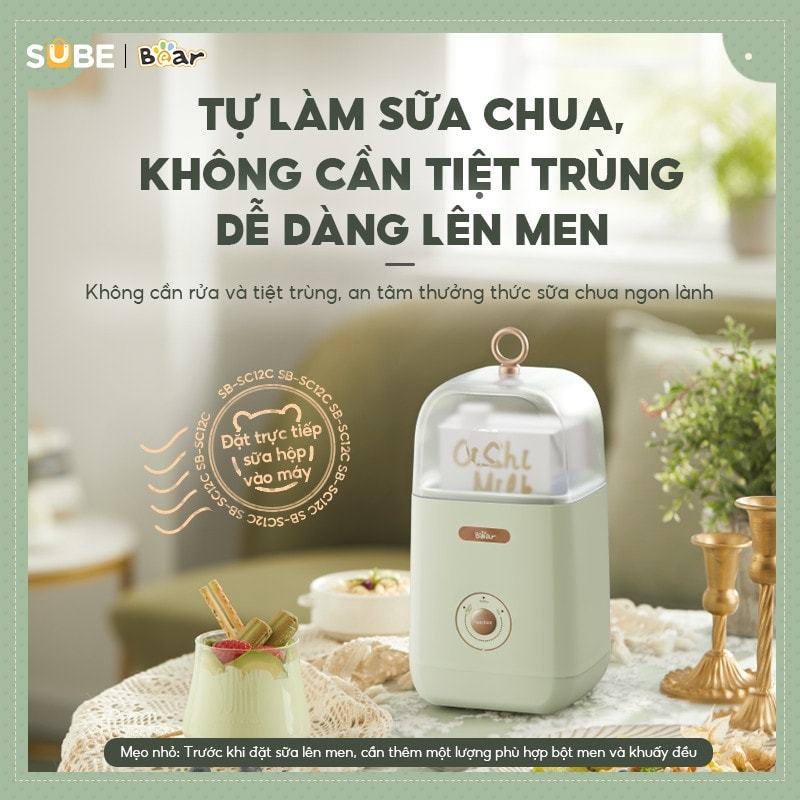 SUBE | Bear
TỰ LÀM SỮA CHUA,
KHÔNG CẦN TIỆT TRÙNG
DỄ DÀNG LÊN MEN
Không cần rửa và tiệt trùng, an tâm thưởng thức sữa chua ngon lành
SB-SC12C SB-SC12C SB-SC12C SB-SC12C SB-SC12C SB-SC12C
Đặt trực tiếp
sữa hộp
vào máy
Milk
Bear
Mẹo nhỏ: Trước khi đặt sữa lên men, cần thêm một lượng phù hợp bột men và khuấy đều